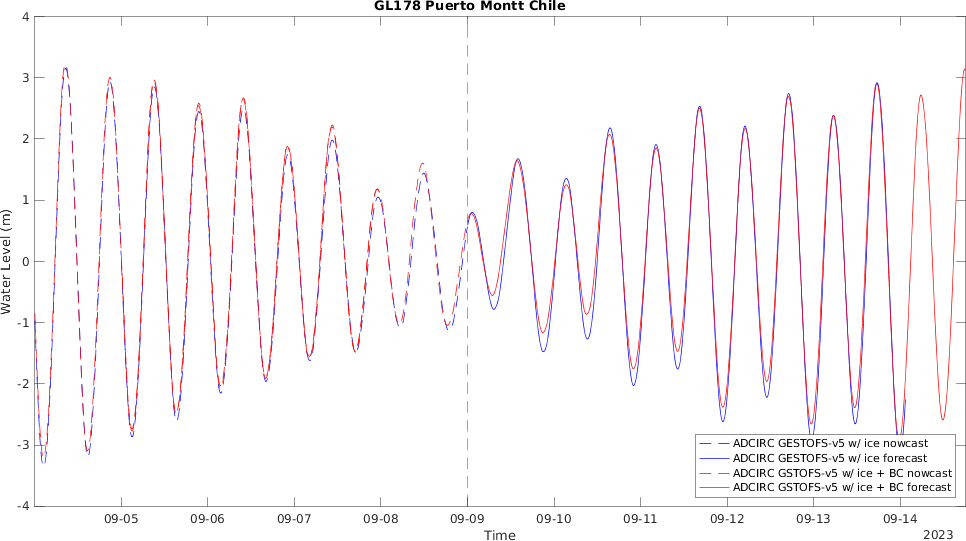 GL178 Puerto Montt Chile
4
3
2
1
0
-1
-2
-3
-4
Water Level (m)
ADCIRC GESTOFS-v5 w/ ice nowcast
ADCIRC GESTOFS-v5 w/ ice forecast
ADCIRC GSTOFS-v5 w/ ice + BC nowcast
ADCIRC GSTOFS-v5 w/ ice + BC forecast
09-05 09-06 09-07 09-08 09-09 09-10 09-11 09-12 09-13 09-14
Time
2023